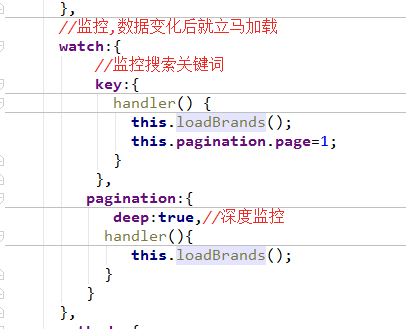 },
//监控,数据变化后就立马加载
watch:{
//监控搜索关键词
key:{
handler() {
this.loadBrands();
this.pagination.page=1;
}
},
pagination:{
deep:true,//深度监控
handler(){
this.loadBrands();
}
}
},